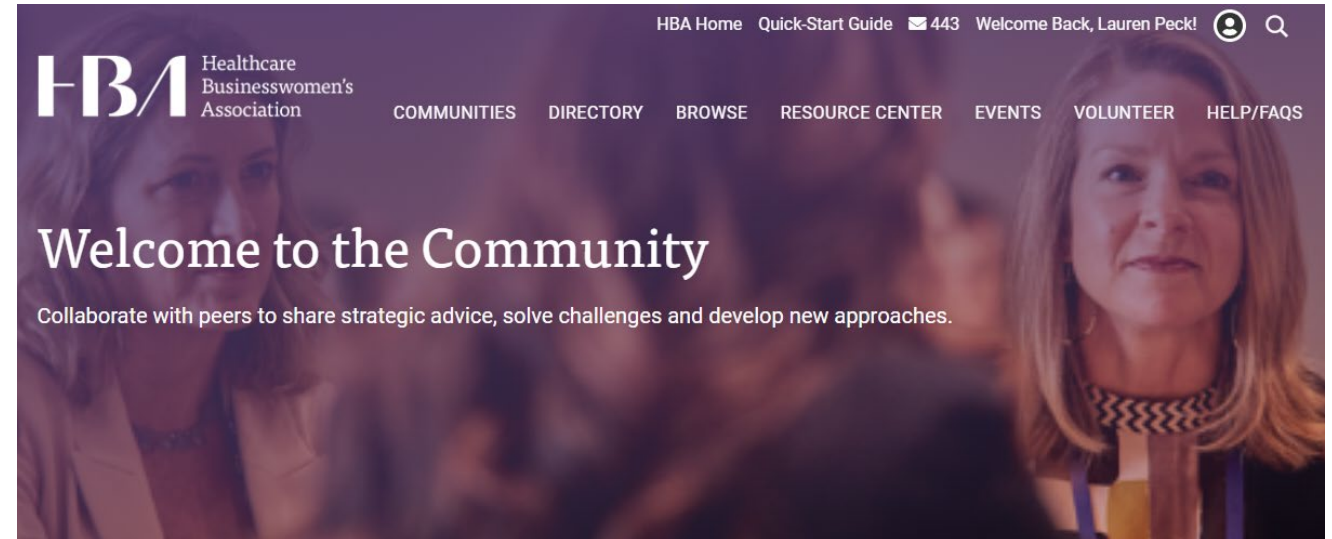 HBA Home Quick-Start Guide 443 Welcome Back, Lauren Peck!
HBA
Healthcare
Businesswomen's
Association
COMMUNITIES DIRECTORY BROWSE RESOURCE CENTER EVENTS VOLUNTEER HELP/FAQS
Welcome to the Community
Collaborate with peers to share strategic advice, solve challenges and develop new approaches.